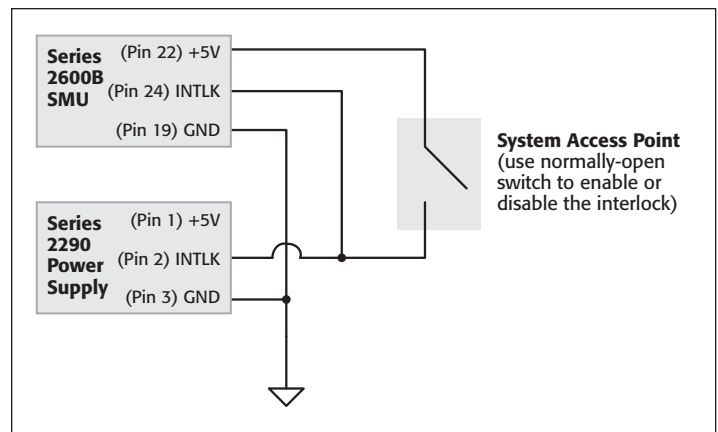 Series
2600B
SMU
(Pin 22) +5V
(Pin 24) INTLK
(Pin 19) GND
System Access Point
(use normally-open
switch to enable or
disable the interlock)
Series
2290
Power
Supply
(Pin 1) +5V
(Pin 2) INTLK
(Pin 3) GND